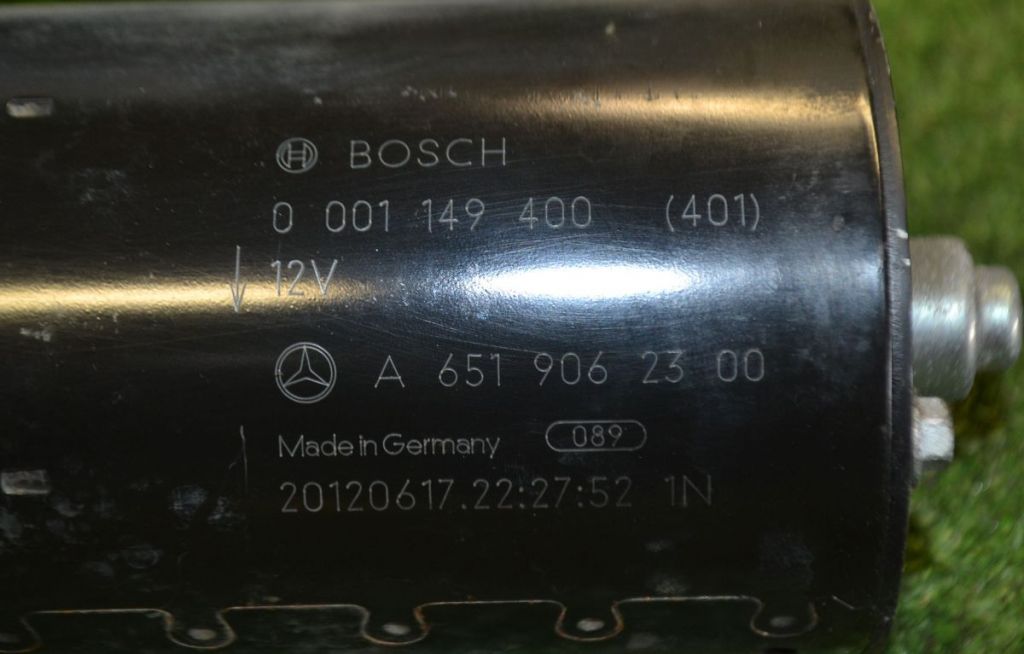 BOSCH
0 001 149 400 (401)
12V
A 651 906 23 00
Made in Germany 089
20120617.22:27:52 1N